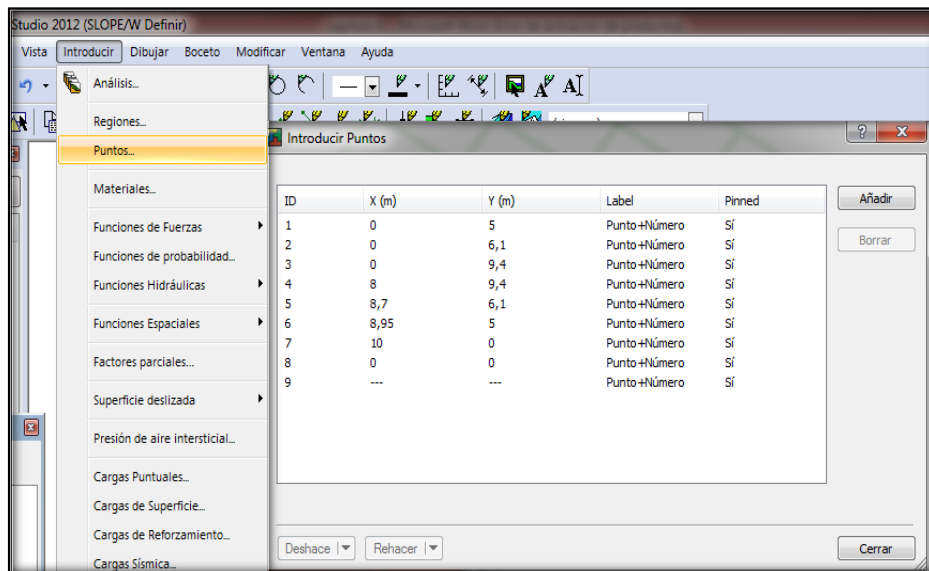 Studio 2012 (SLOPE/W Definir)
Vista Introducir Dibujar Boceto Modificar Ventana Ayuda
Análisis...
Regiones...
Puntos...
Materiales...
Funciones de Fuerzas
Funciones de probabilidad...
Funciones Hidráulicas
Funciones Espaciales
Factores parciales...
Superficie deslizada
Presión de aire intersticial...
Cargas Puntuales...
Cargas de Superficie...
Cargas de Reforzamiento...
Cargas Sísmica...
Introducir Puntos
ID X (m) Y (m) Label Pinned
1 0 5 Punto+Número Sí
2 0 6,1 Punto+Número Sí
3 0 9,4 Punto+Número Sí
4 8 9,4 Punto+Número Sí
5 8,7 6,1 Punto+Número Sí
6 8,95 5 Punto+Número Sí
7 10 0 Punto+Número Sí
8 0 0 Punto+Número Sí
9 --- --- Punto+Número Sí
Añadir
Borrar
Deshace Rehacer Cerrar